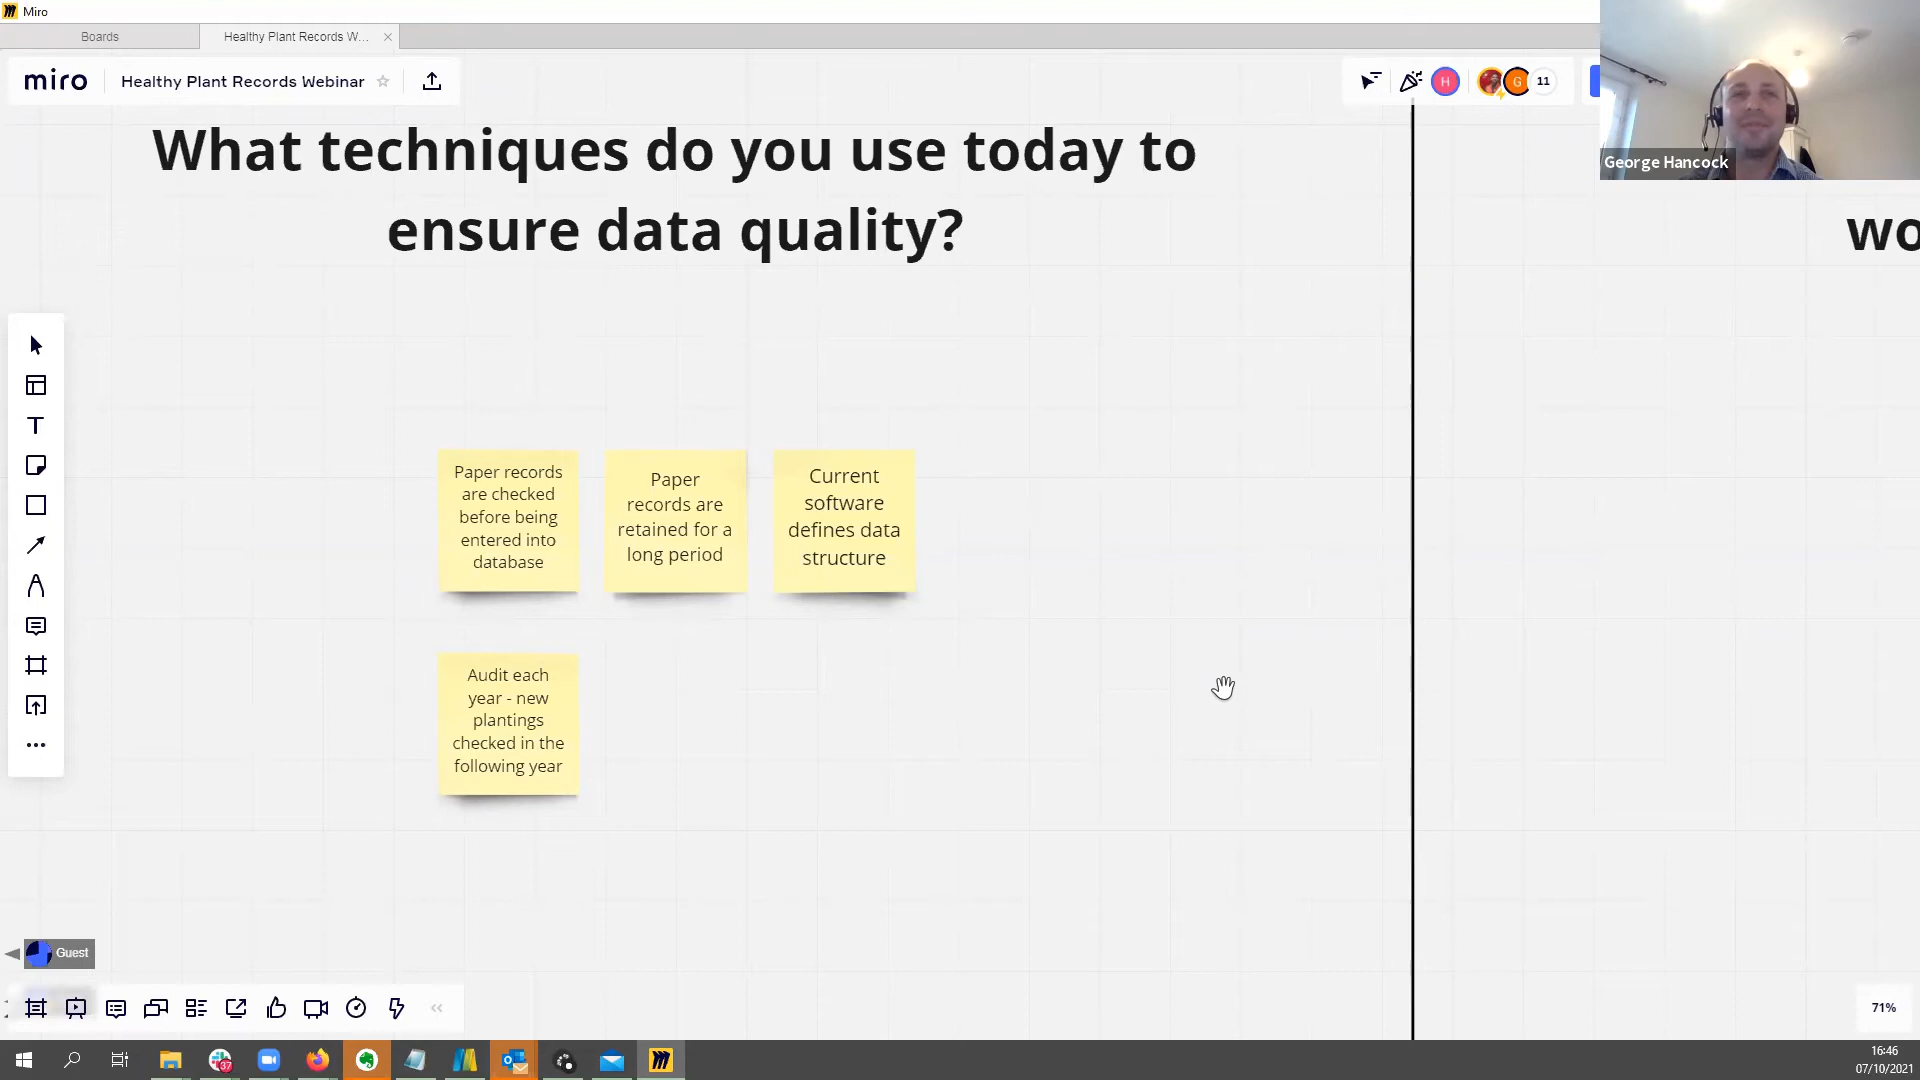 Miro
Boards
Healthy Plant Records W...
miro
Healthy Plant Records Webinar
H
G
11
George Hancock
What techniques do you use today to
ensure data quality?
wo
Paper records
are checked
before being
entered into
database
Paper
records are
retained for a
long period
Current
software
defines data
structure
Audit each
year - new
plantings
checked in the
following year
Guest
71%
37
16:46
07/10/2021